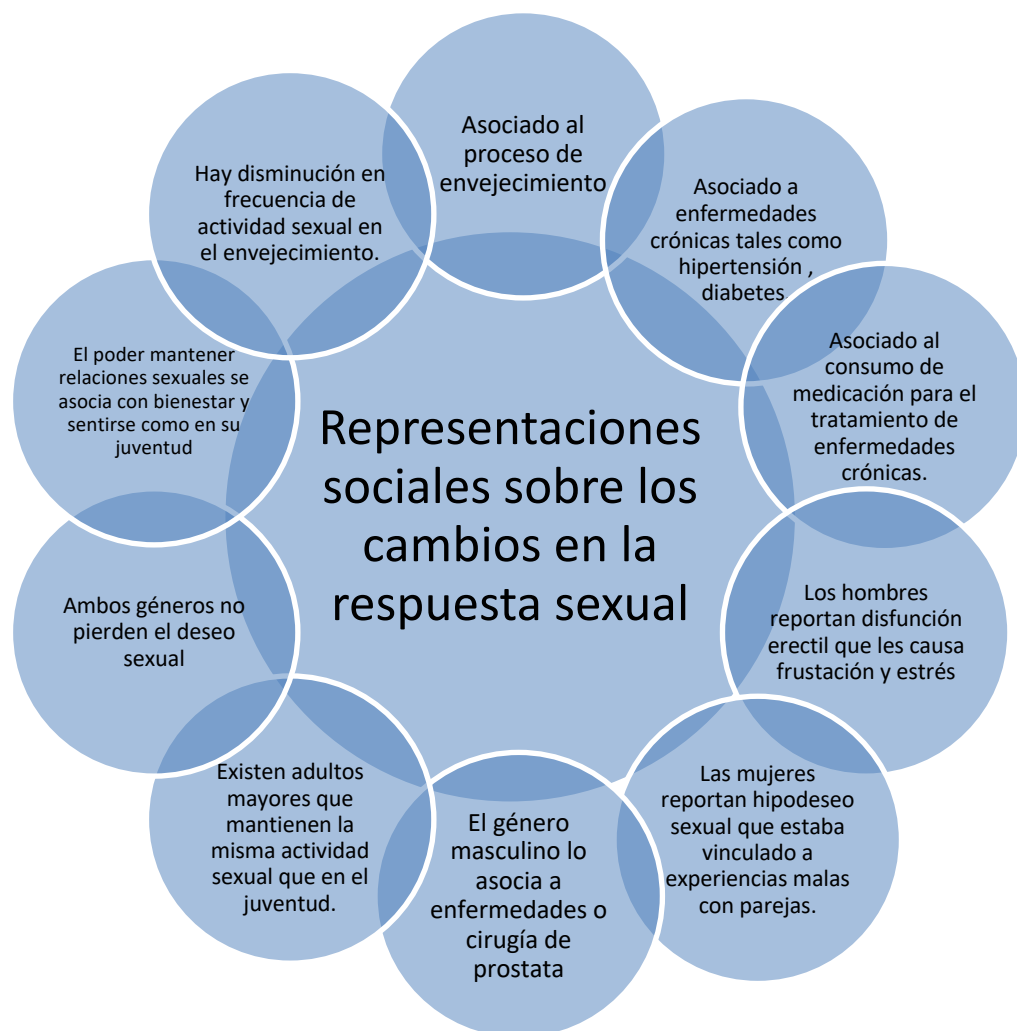 Asociado al
proceso de
envejecimiento
Asociado a
enfermedades
crónicas tales como
hipertensión ,
diabetes.
Asociado al
consumo de
medicación para el
tratamiento de
enfermedades
crónicas.
Los hombres
reportan disfunción
erectil que les causa
frustación y estrés
Las mujeres
reportan hipodeseo
sexual que estaba
vinculado a
experiencias malas
con parejas.
El género
masculino lo
asocia a
enfermedades o
cirugía de
prostata
Existen adultos
mayores que
mantienen la
misma actividad
sexual que en el
juventud.
Ambos géneros no
pierden el deseo
sexual
El poder mantener
relaciones sexuales se
asocia con bienestar y
sentirse como en su
juventud
Hay disminución en
frecuencia de
actividad sexual en
el envejecimiento.
Representaciones
sociales sobre los
cambios en la
respuesta sexual